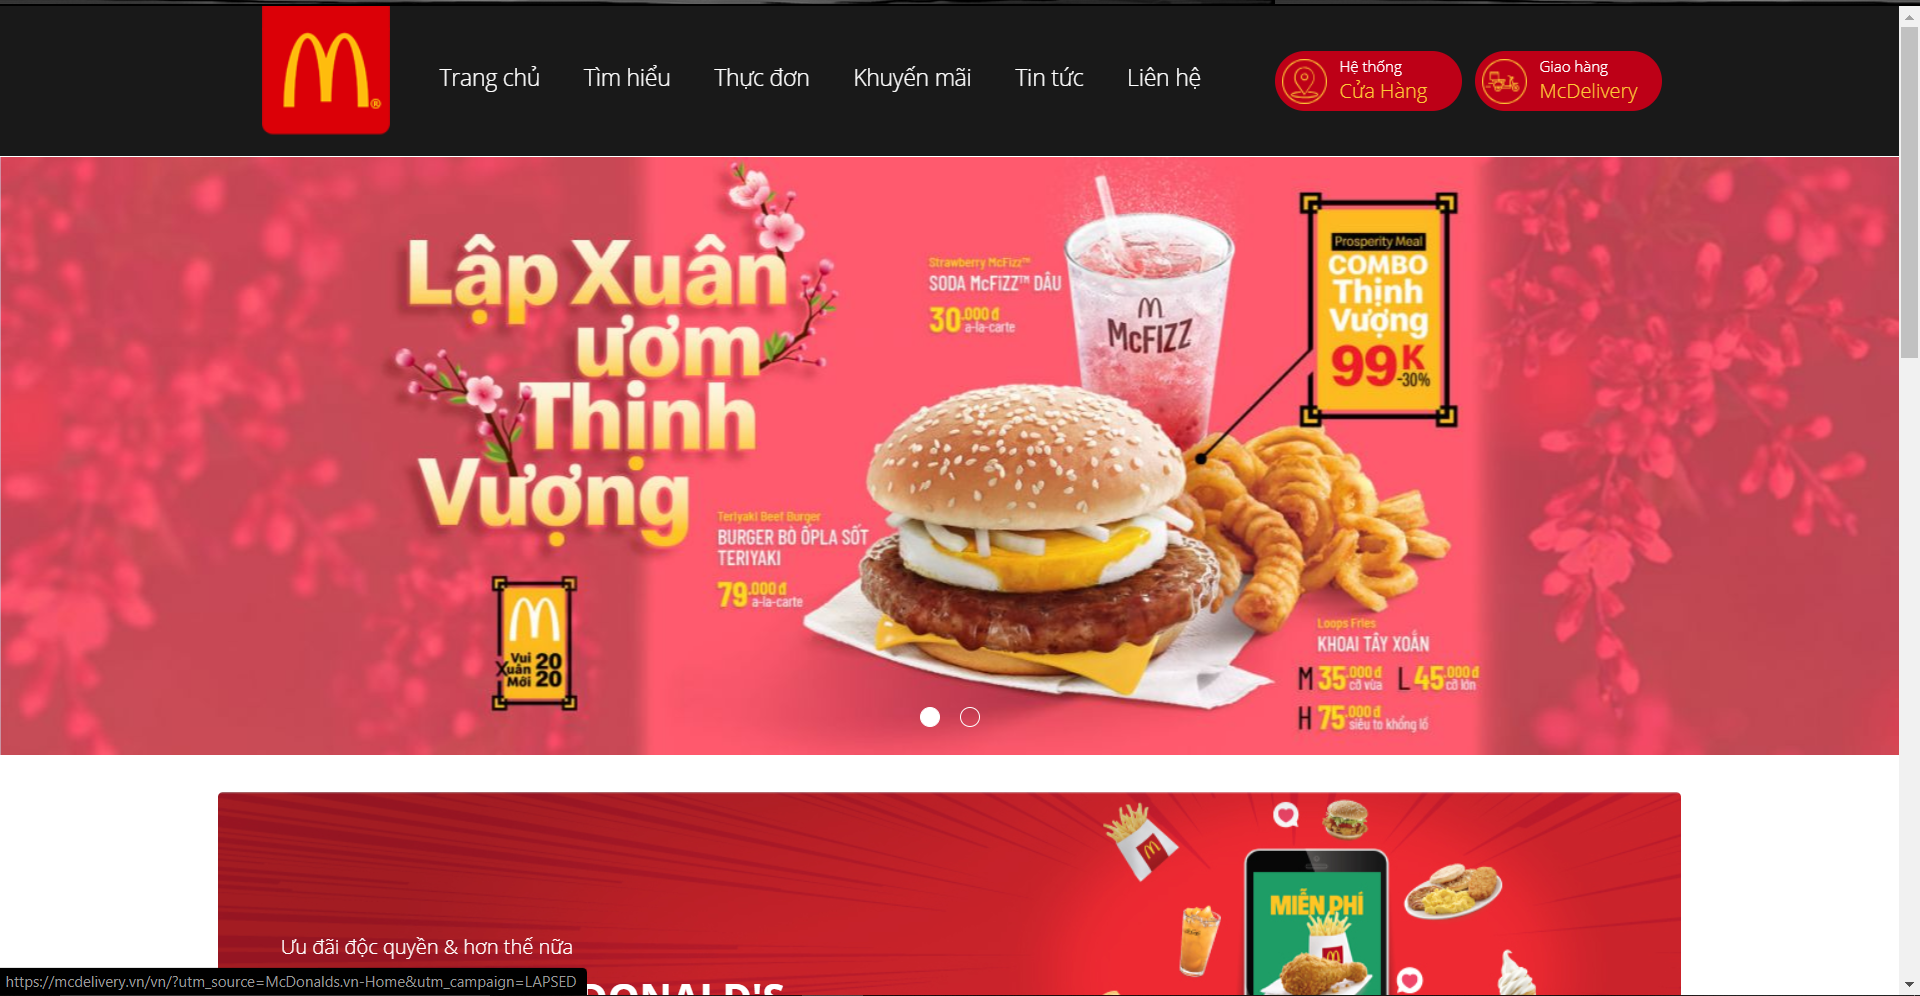 Trang chủ
Tìm hiểu
Thực đơn
Khuyến mãi
Tin tức
Liên hệ
Hệ thống
Cửa Hàng
Giao hàng
McDelivery
Lập Xuân
ươm
Thịnh
Vượng
Vui
Xuân
Mới
20
20
Strawberry McFizz™
SODA McFIZZ™ DÂU
30.000đ
a-la-carte
McFIZZ
Prosperity Meal
COMBO
Thịnh
Vượng
99K
-30%
Teriyaki Beef Burger
BURGER BÒ ỐPLA SỐT
TERIYAKI
79.000đ
a-la-carte
Loops Fries
KHOAI TÂY XOẮN
M 35.000đ cỡ vừa L 45.000đ cỡ lớn
H 75.000đ siêu to khổng lồ
Ưu đãi độc quyền & hơn thế nữa
DONALD'S
MIỄN PHÍ
https://mcdelivery.vn/vn/?utm_source=McDonalds.vn-Home&utm_campaign=LAPSED